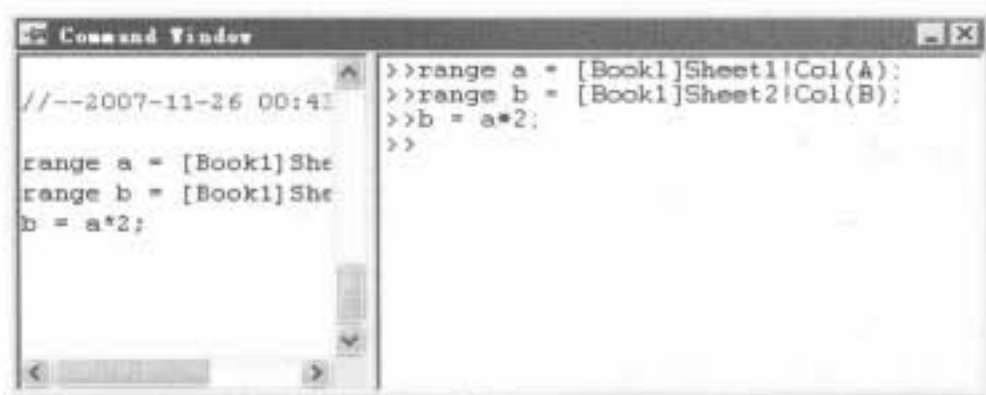 Command Window
//--2007-11-26 00:43
range a = [Book1]She
range b = [Book1]She
b = a*2;
>>range a = [Book1]Sheet1!Col(A);
>>range b = [Book1]Sheet2!Col(B);
>>b = a*2;
>>